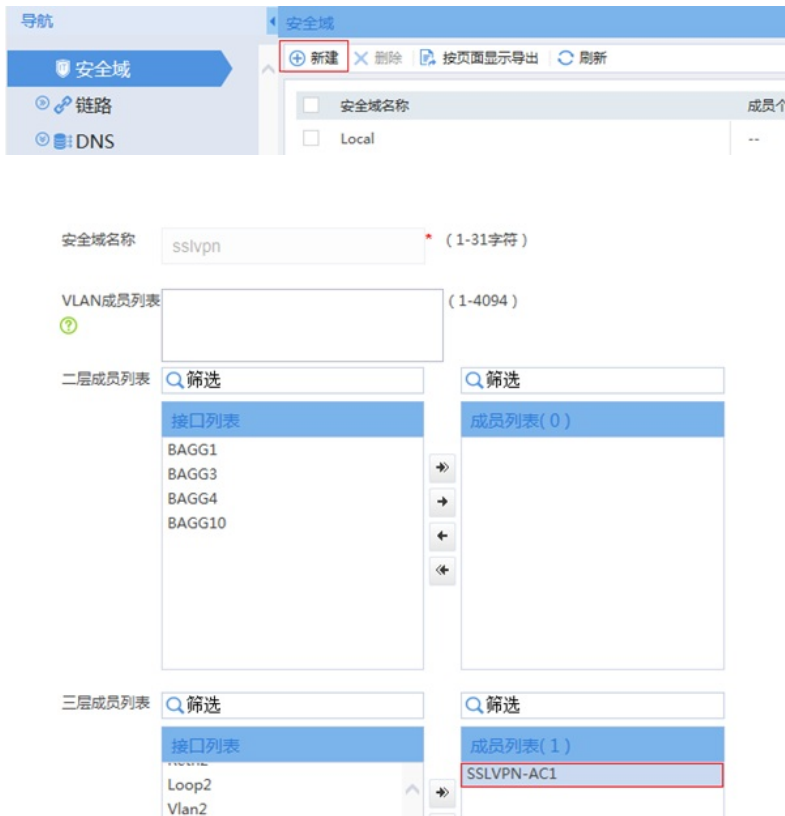 导航
安全域
安全域
新建 删除 按页面显示导出 刷新
链路
安全域名称 成员个
DNS
Local --
安全域名称 sslvpn * (1-31字符)
VLAN成员列表 (1-4094)
二层成员列表 筛选 筛选
接口列表 成员列表(0)
BAGG1
BAGG3
BAGG4
BAGG10
三层成员列表 筛选 筛选
接口列表 成员列表(1)
SSLVPN-AC1
Loop2
Vlan2